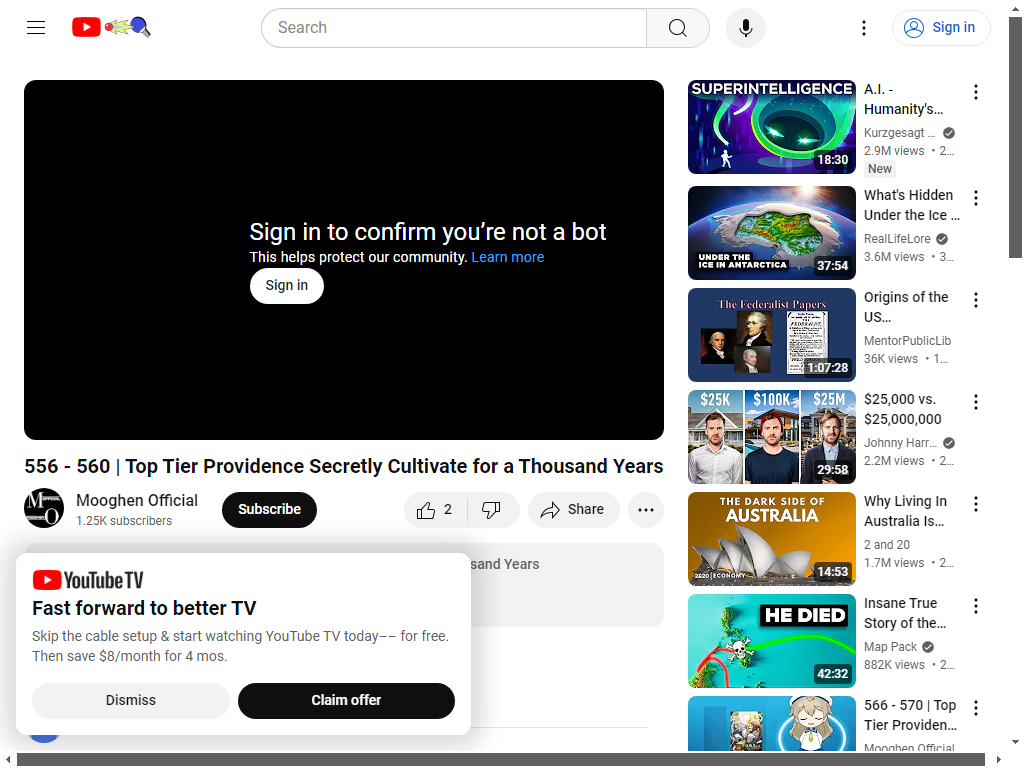 Search
Sign in
Sign in to confirm you’re not a bot
This helps protect our community. Learn more
Sign in
556 - 560 | Top Tier Providence Secretly Cultivate for a Thousand Years
Mooghen Official
1.25K subscribers
Subscribe
2
Share
sand Years
YouTube TV
Fast forward to better TV
Skip the cable setup & start watching YouTube TV today–– for free.
Then save $8/month for 4 mos.
Dismiss
Claim offer
SUPERINTELLIGENCE
18:30
A.I. -
Humanity's...
Kurzgesagt ...
2.9M views • 2...
New
UNDER THE
ICE IN ANTARCTICA
37:54
What's Hidden
Under the Ice ...
RealLifeLore
3.6M views • 3...
The Federalist Papers
1:07:28
Origins of the
US...
MentorPublicLib
36K views • 1...
$25K $100K $25M
29:58
$25,000 vs.
$25,000,000
Johnny Harr...
2.2M views • 2...
THE DARK SIDE OF
AUSTRALIA
2&20 | ECONOMY
14:53
Why Living In
Australia Is...
2 and 20
1.7M views • 2...
HE DIED
42:32
Insane True
Story of the...
Map Pack
882K views • 2...
566 - 570 | Top
Tier Providen...
Mooghen Official